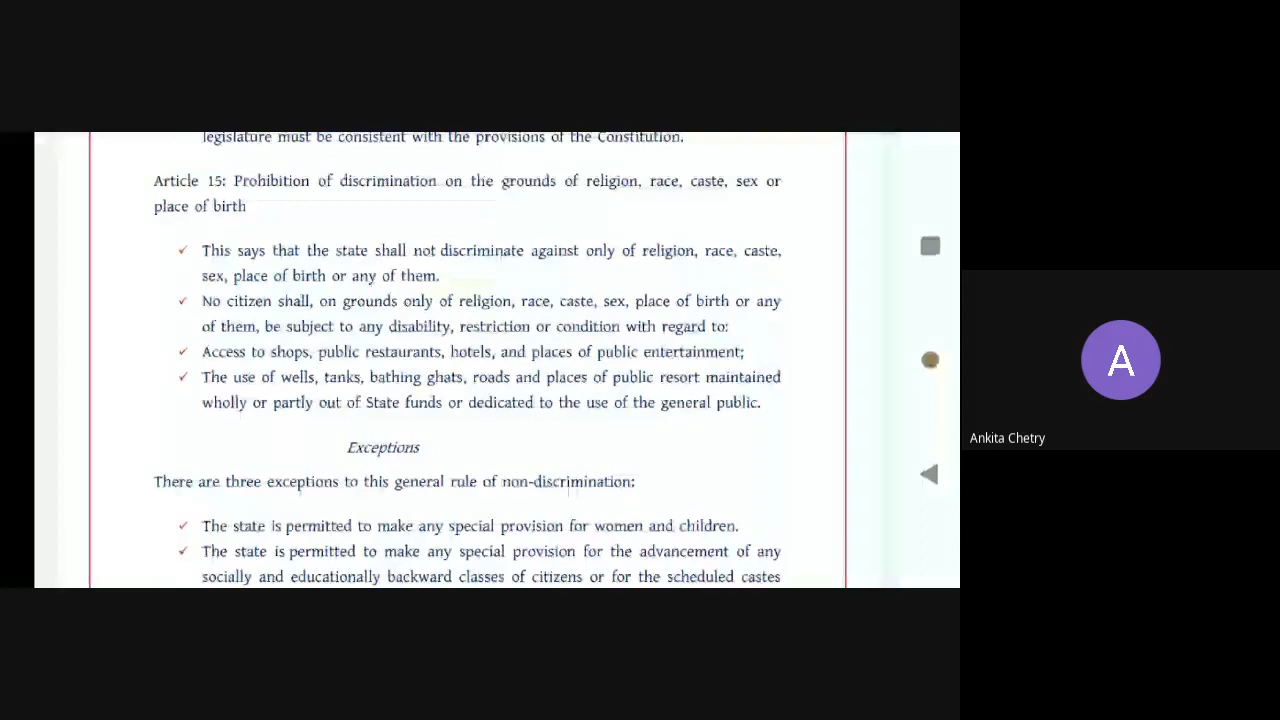 legislature must be consistent with the provisions of the Constitution.
Article 15: Prohibition of discrimination on the grounds of religion, race, caste, sex or
place of birth
✓ This says that the state shall not discriminate against only of religion, race, caste,
sex, place of birth or any of them.
✓ No citizen shall, on grounds only of religion, race, caste, sex, place of birth or any
of them, be subject to any disability, restriction or condition with regard to:
✓ Access to shops, public restaurants, hotels, and places of public entertainment;
✓ The use of wells, tanks, bathing ghats, roads and places of public resort maintained
wholly or partly out of State funds or dedicated to the use of the general public.
Exceptions
There are three exceptions to this general rule of non-discrimination:
✓ The state is permitted to make any special provision for women and children.
✓ The state is permitted to make any special provision for the advancement of any
socially and educationally backward classes of citizens or for the scheduled castes
A
Ankita Chetry